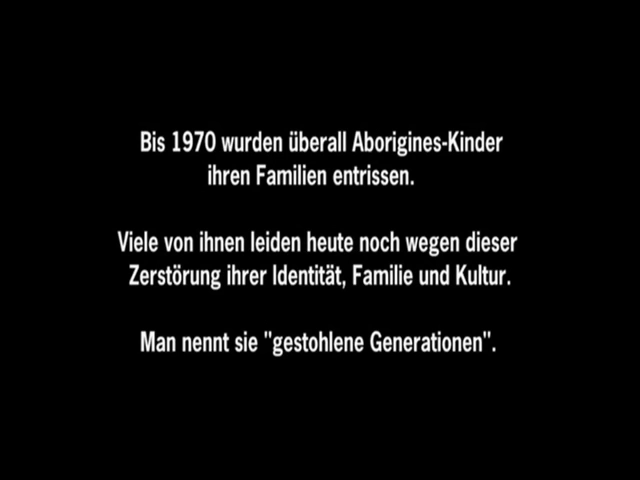 Bis 1970 wurden überall Aborigines-Kinder
ihren Familien entrissen.
Viele von ihnen leiden heute noch wegen dieser
Zerstörung ihrer Identität, Familie und Kultur.
Man nennt sie "gestohlene Generationen".